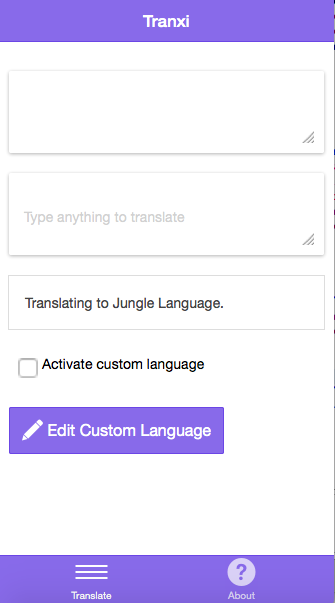 Tranxi
Type anything to translate
Translating to Jungle Language.
Activate custom language
Edit Custom Language
Translate
?
About